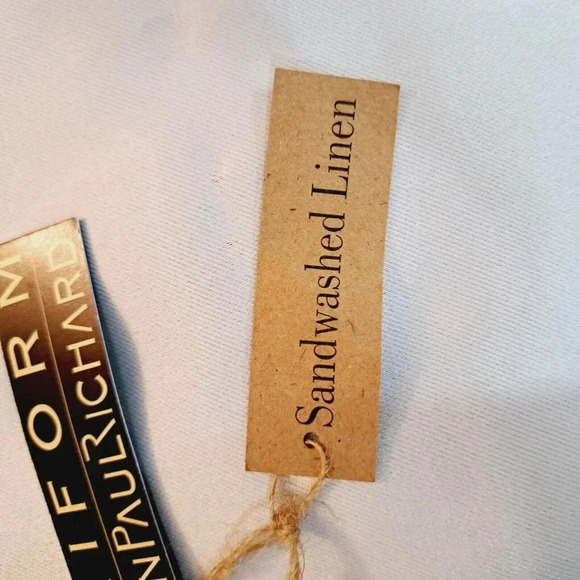 IFORM
NPAULRICHARD
Sandwashed Linen